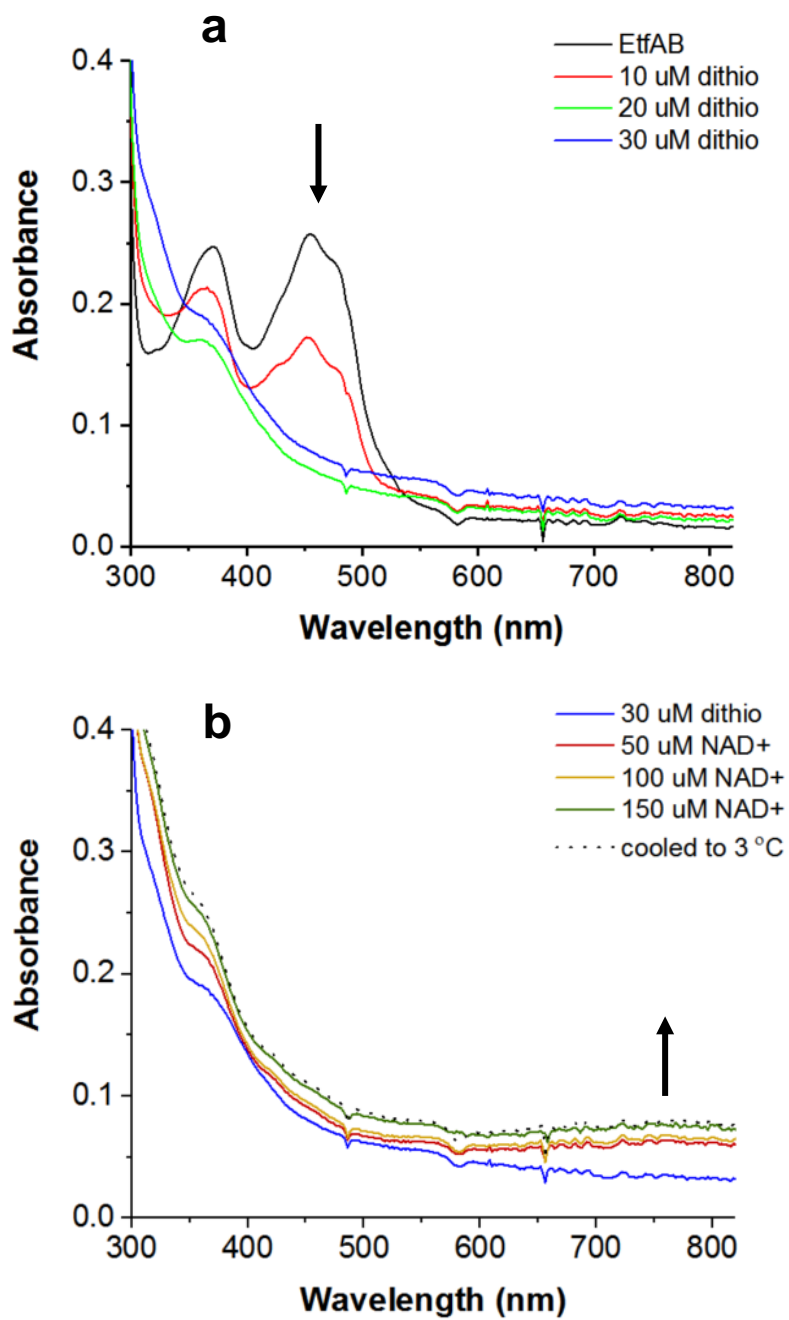 a
EtfAB
10 uM dithio
20 uM dithio
30 uM dithio
0.4
0.3
0.2
0.1
0.0
Absorbance
300 400 500 600 700 800
Wavelength (nm)
b
30 uM dithio
50 uM NAD+
100 uM NAD+
150 uM NAD+
cooled to 3 °C
0.4
0.3
0.2
0.1
0.0
Absorbance
300 400 500 600 700 800
Wavelength (nm)